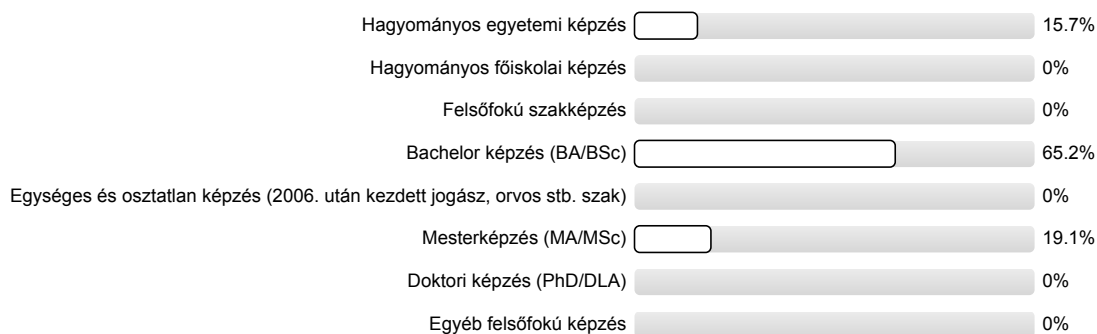 Hagyományos egyetemi képzés 15.7%
Hagyományos főiskolai képzés 0%
Felsőfokú szakképzés 0%
Bachelor képzés (BA/BSc) 65.2%
Egységes és osztatlan képzés (2006. után kezdett jogász, orvos stb. szak) 0%
Mesterképzés (MA/MSc) 19.1%
Doktori képzés (PhD/DLA) 0%
Egyéb felsőfokú képzés 0%